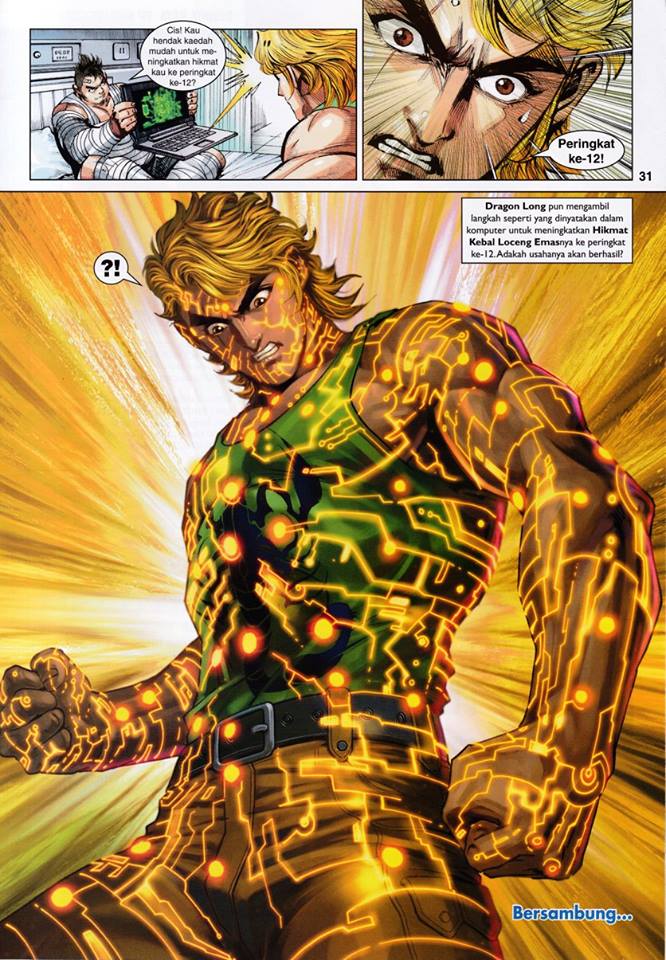 Cis! Kau
hendak kaedah
mudah untuk me-
ningkatkan hikmat
kau ke peringkat
ke-12?
Peringkat
ke-12!
31
Dragon Long pun mengambil
langkah seperti yang dinyatakan dalam
komputer untuk meningkatkan Hikmat
Kebal Loceng Emasnya ke peringkat
ke-12. Adakah usahanya akan berhasil?
?!
Bersambung...